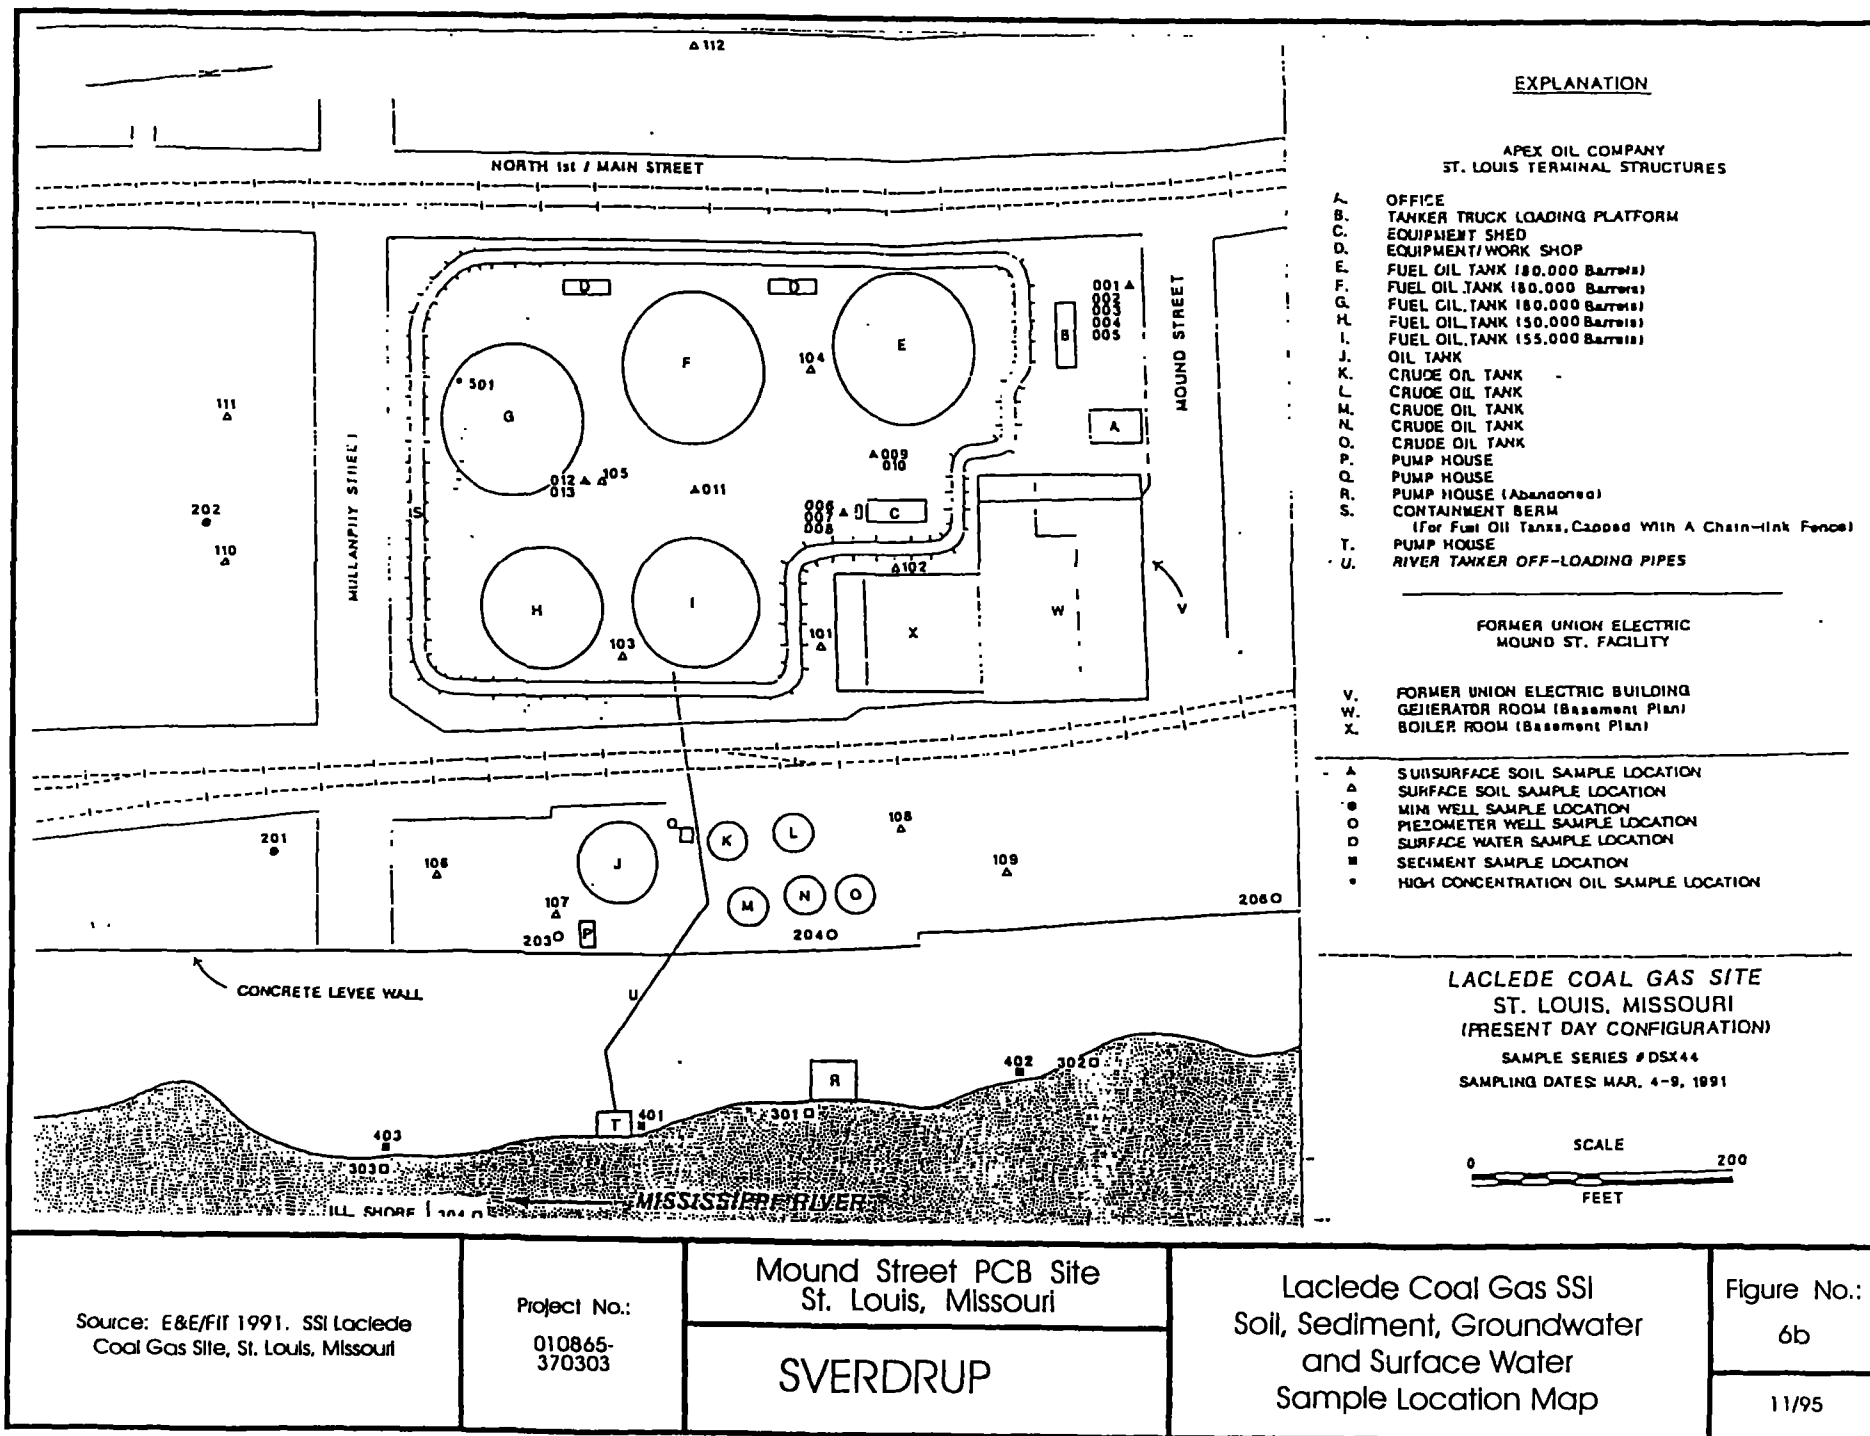 112
NORTH 1st / MAIN STREET
D
D
001
002
003
004
005
MOUND STREET
B
E
F
104
501
G
A
111
009
010
012
013
105
011
S
006
007
008
C
202
110
102
V
H
I
W
X
101
103
201
106
107
J
Q
K
L
108
109
M
N
O
203
P
204
206
CONCRETE LEVEE WALL
U
R
402
302
301
T
401
403
303
ILL. SHORE
304
MISSISSIPPI RIVER
EXPLANATION
APEX OIL COMPANY
ST. LOUIS TERMINAL STRUCTURES
A. OFFICE
B. TANKER TRUCK LOADING PLATFORM
C. EQUIPMENT SHED
D. EQUIPMENT/WORK SHOP
E. FUEL OIL TANK (80,000 Barrels)
F. FUEL OIL TANK (80,000 Barrels)
G. FUEL OIL TANK (80,000 Barrels)
H. FUEL OIL TANK (50,000 Barrels)
I. FUEL OIL TANK (55,000 Barrels)
J. OIL TANK
K. CRUDE OIL TANK
L. CRUDE OIL TANK
M. CRUDE OIL TANK
N. CRUDE OIL TANK
O. CRUDE OIL TANK
P. PUMP HOUSE
Q. PUMP HOUSE
R. PUMP HOUSE (Abandoned)
S. CONTAINMENT BERM
(For Fuel Oil Tanks, Capped With A Chain-link Fence)
T. PUMP HOUSE
U. RIVER TANKER OFF-LOADING PIPES
FORMER UNION ELECTRIC
MOUND ST. FACILITY
V. FORMER UNION ELECTRIC BUILDING
W. GENERATOR ROOM (Basement Plan)
X. BOILER ROOM (Basement Plan)
SUBSURFACE SOIL SAMPLE LOCATION
SURFACE SOIL SAMPLE LOCATION
MINI WELL SAMPLE LOCATION
PIEZOMETER WELL SAMPLE LOCATION
SURFACE WATER SAMPLE LOCATION
SEDIMENT SAMPLE LOCATION
HIGH CONCENTRATION OIL SAMPLE LOCATION
LACLEDE COAL GAS SITE
ST. LOUIS, MISSOURI
(PRESENT DAY CONFIGURATION)
SAMPLE SERIES #DSX44
SAMPLING DATES: MAR. 4-9, 1991
SCALE
0 200
FEET
Source: E&E/FIT 1991. SSI Laclede
Coal Gas Site, St. Louis, Missouri
Project No.:
010865-
370303
Mound Street PCB Site
St. Louis, Missouri
SVERDRUP
Laclede Coal Gas SSI
Soil, Sediment, Groundwater
and Surface Water
Sample Location Map
Figure No.:
6b
11/95